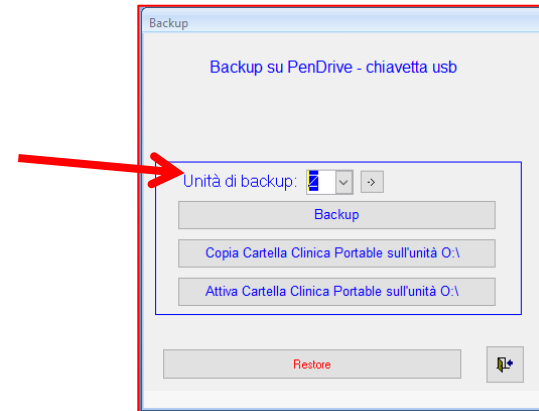 Backup
Backup su PenDrive - chiavetta usb
Unità di backup: Z ->
Backup
Copia Cartella Clinica Portable sull'unità O:\
Attiva Cartella Clinica Portable sull'unità O:\
Restore